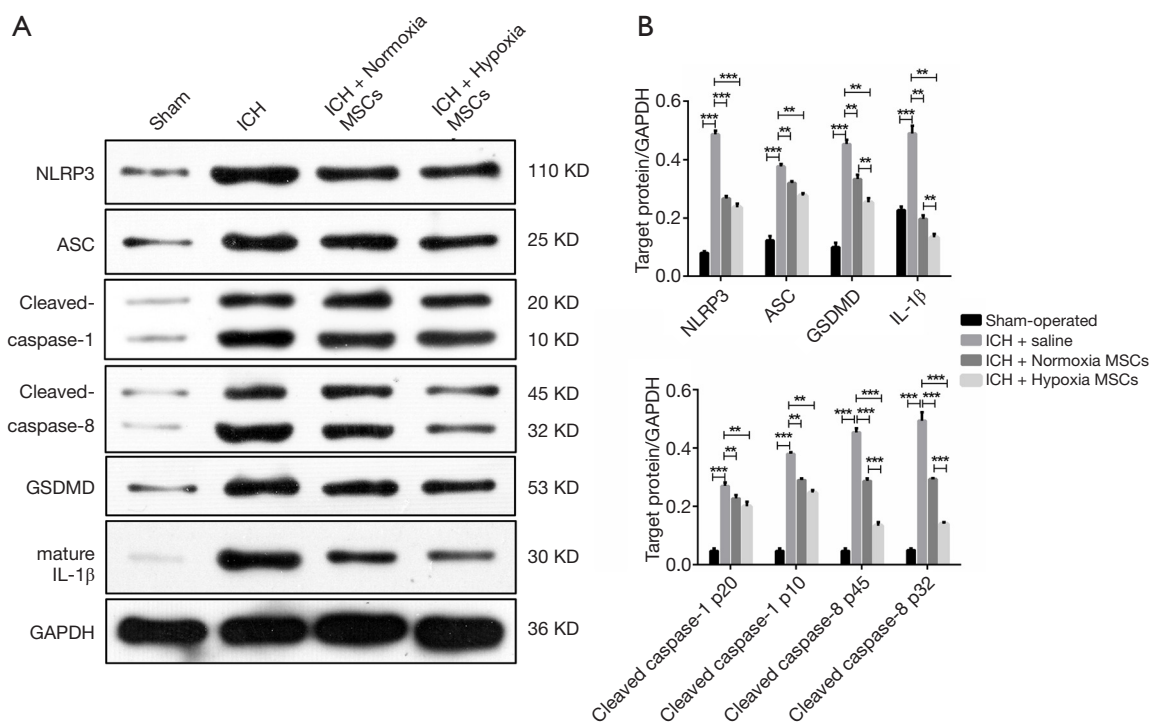 A
Sham
ICH
ICH + Normoxia
MSCs
ICH + Hypoxia
MSCs
NLRP3
110 KD
ASC
25 KD
Cleaved-
caspase-1
20 KD
10 KD
Cleaved-
caspase-8
45 KD
32 KD
GSDMD
53 KD
mature
IL-1β
30 KD
GAPDH
36 KD
B
Target protein/GAPDH
0.6
0.4
0.2
0.0
*** *** ***
*** ** **
*** ** ** **
*** ** ** **
NLRP3
ASC
GSDMD
IL-1β
Sham-operated
ICH + saline
ICH + Normoxia MSCs
ICH + Hypoxia MSCs
Target protein/GAPDH
0.6
0.4
0.2
0.0
*** ** **
*** ** **
*** *** *** ***
*** *** *** ***
Cleaved caspase-1 p20
Cleaved caspase-1 p10
Cleaved caspase-8 p45
Cleaved caspase-8 p32